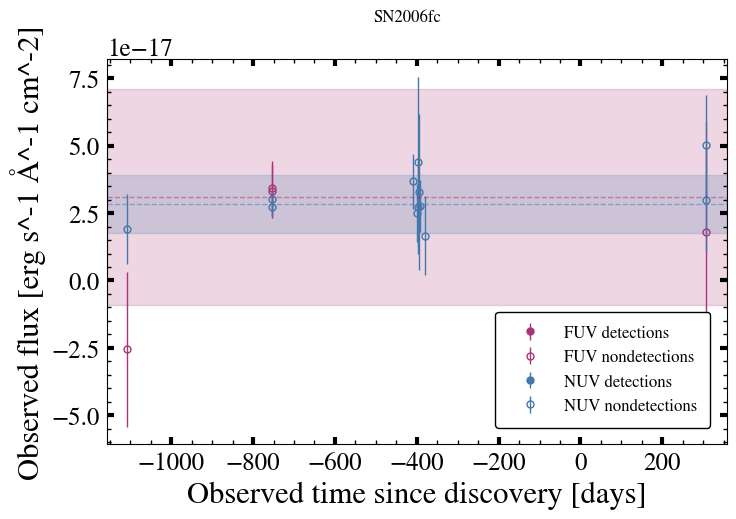 SN2006fc
1e−17
7.5
5.0
2.5
0.0
−2.5
−5.0
Observed flux [erg s^-1 Å^-1 cm^-2]
FUV detections
FUV nondetections
NUV detections
NUV nondetections
−1000 −800 −600 −400 −200 0 200
Observed time since discovery [days]